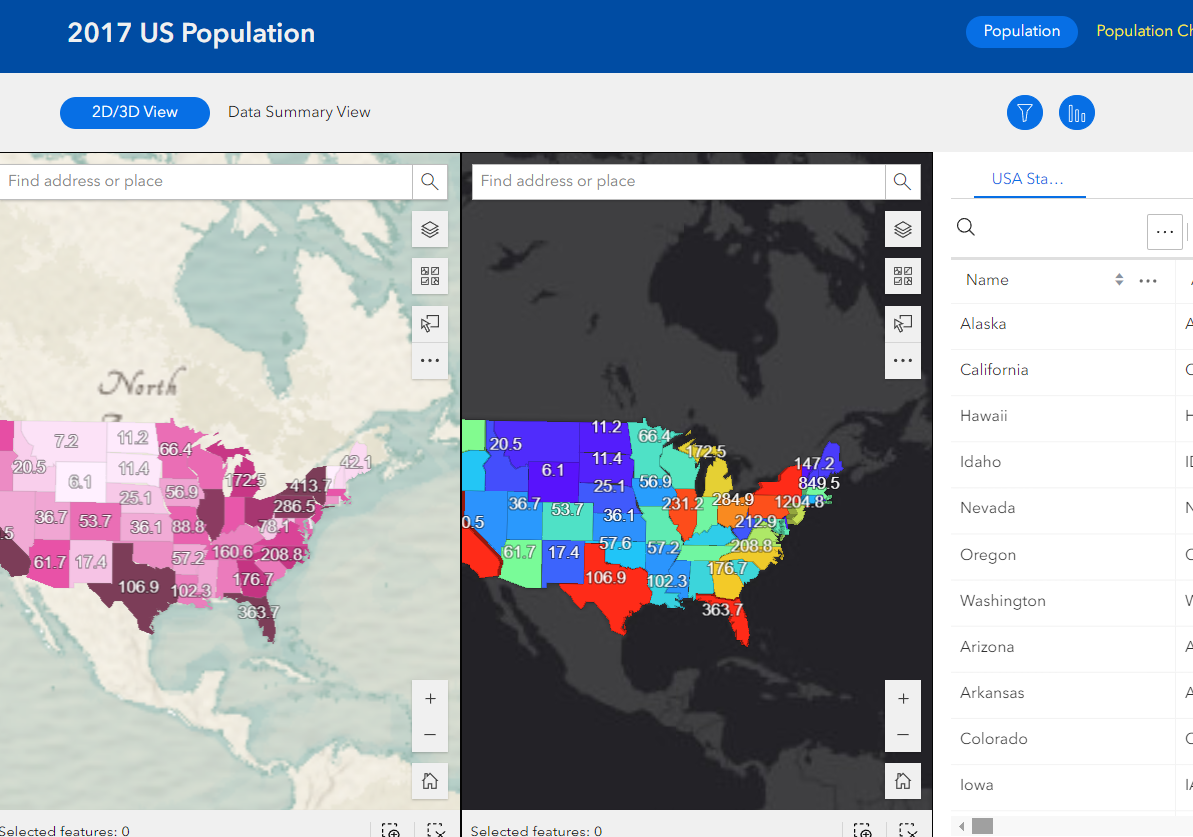 2017 US Population
Population
Population Ch
2D/3D View
Data Summary View
Find address or place
Find address or place
USA Sta...
Name
Alaska
California
Hawaii
Idaho
Nevada
Oregon
Washington
Arizona
Arkansas
Colorado
Iowa
North
7.2
11.2
66.4
20.5
11.4
172.5
42.1
6.1
25.1
56.9
413.7
286.5
36.7
53.7
36.1
88.8
78.1
61.7
17.4
57.2
160.6
208.8
106.9
102.3
176.7
363.7
11.2
66.4
20.5
172.5
11.4
147.2
6.1
25.1
56.9
849.5
36.7
53.7
36.1
231.2
284.9
1204.8
0.5
212.9
61.7
17.4
57.6
57.2
208.8
106.9
102.3
176.7
363.7
Selected features: 0
Selected features: 0